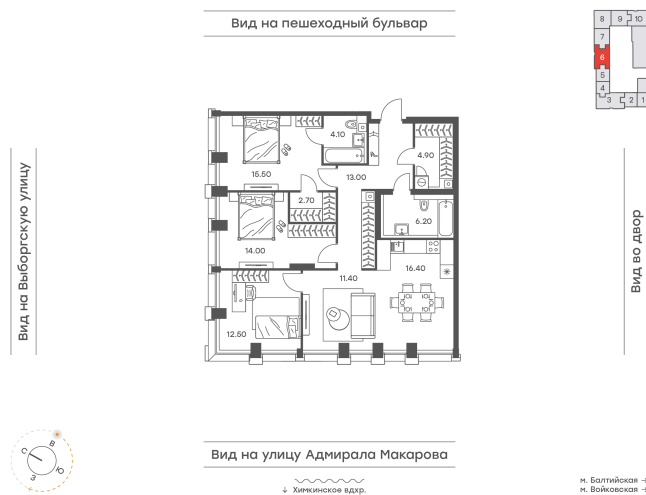 Вид на пешеходный бульвар
8 9 10
7
6
5
4
3 2 1
4.10
4.90
15.50
13.00
2.70
6.20
14.00
16.40
11.40
12.50
Вид на Выборгскую улицу
Вид во двор
Вид на улицу Адмирала Макарова
↓ Химкинское вдхр.
С В Ю З
м. Балтийская →
м. Войковская →